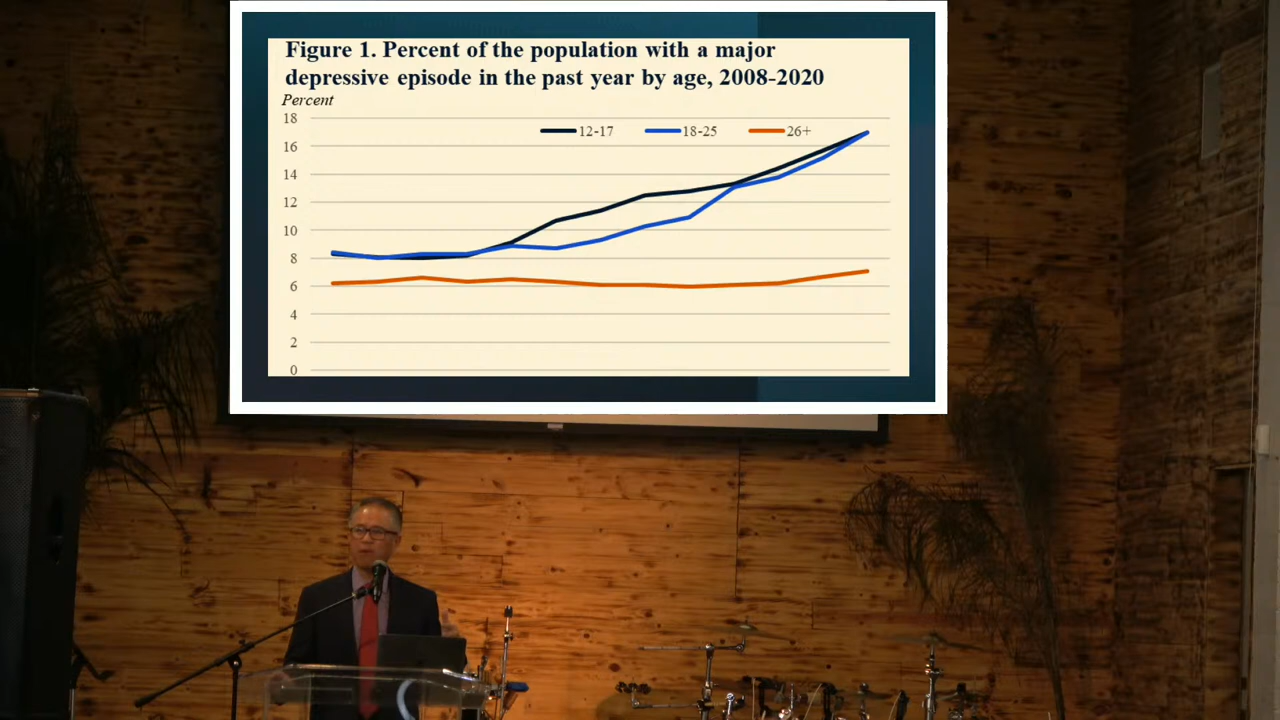 Figure 1. Percent of the population with a major
depressive episode in the past year by age, 2008-2020
Percent
18
12-17 18-25 26+
16
14
12
10
8
6
4
2
0